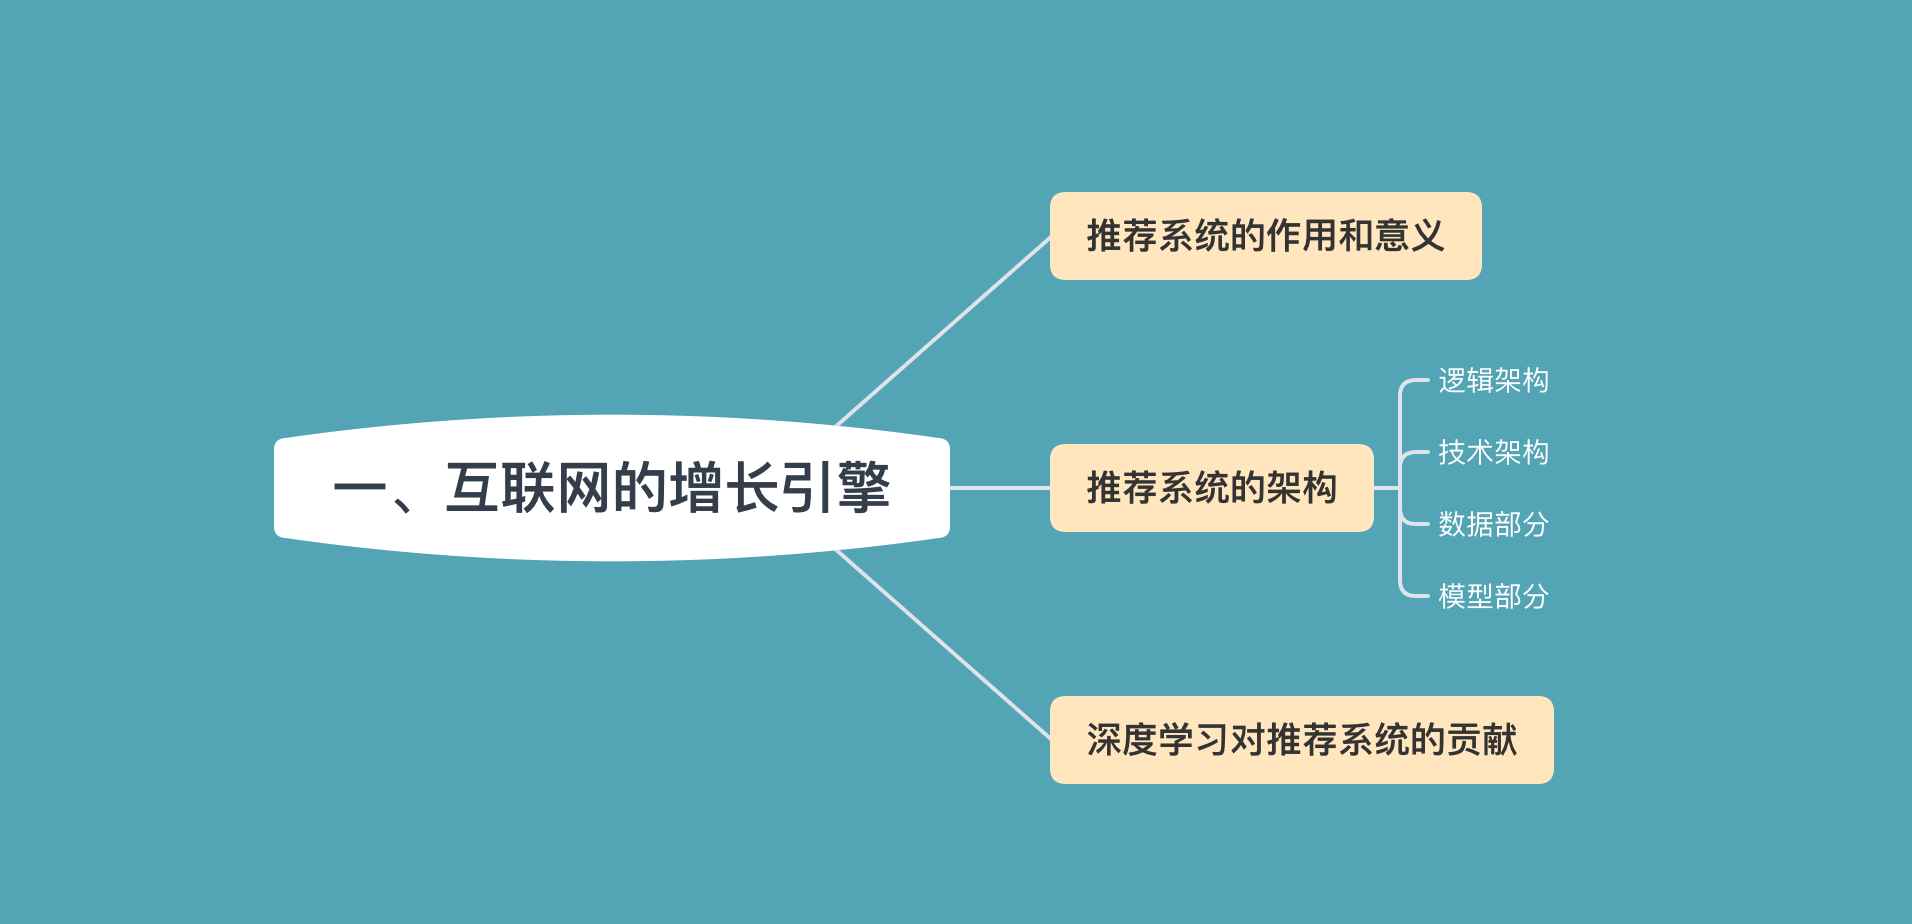 一、互联网的增长引擎
推荐系统的作用和意义
推荐系统的架构
逻辑架构
技术架构
数据部分
模型部分
深度学习对推荐系统的贡献